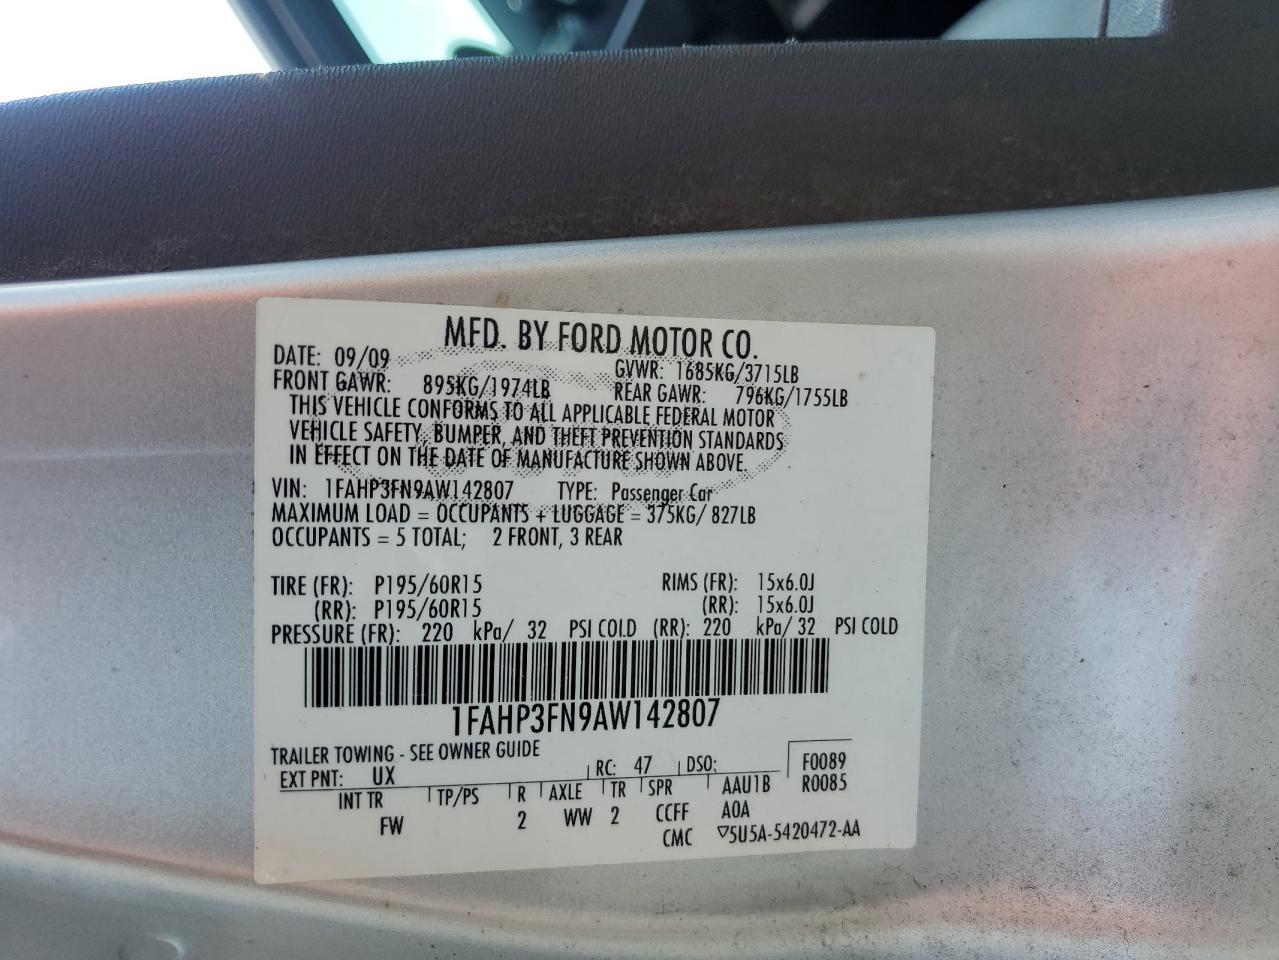 MFD. BY FORD MOTOR CO.
DATE: 09/09 GVWR: 1685KG/3715LB
FRONT GAWR: 895KG/1974LB REAR GAWR: 796KG/1755LB
THIS VEHICLE CONFORMS TO ALL APPLICABLE FEDERAL MOTOR
VEHICLE SAFETY, BUMPER, AND THEFT PREVENTION STANDARDS
IN EFFECT ON THE DATE OF MANUFACTURE SHOWN ABOVE.
VIN: 1FAHP3FN9AW142807 TYPE: Passenger Car
MAXIMUM LOAD = OCCUPANTS + LUGGAGE = 375KG/ 827LB
OCCUPANTS = 5 TOTAL; 2 FRONT, 3 REAR
TIRE (FR): P195/60R15 RIMS (FR): 15x6.0J
(RR): P195/60R15 (RR): 15x6.0J
PRESSURE (FR): 220 kPa/ 32 PSI COLD (RR): 220 kPa/ 32 PSI COLD
1FAHP3FN9AW142807
TRAILER TOWING - SEE OWNER GUIDE
EXT PNT: UX RC: 47 DSO: F0089
INT TR TP/PS R AXLE TR SPR AAU1B R0085
FW 2 WW 2 CCFF AOA
CMC ▽5U5A-5420472-AA